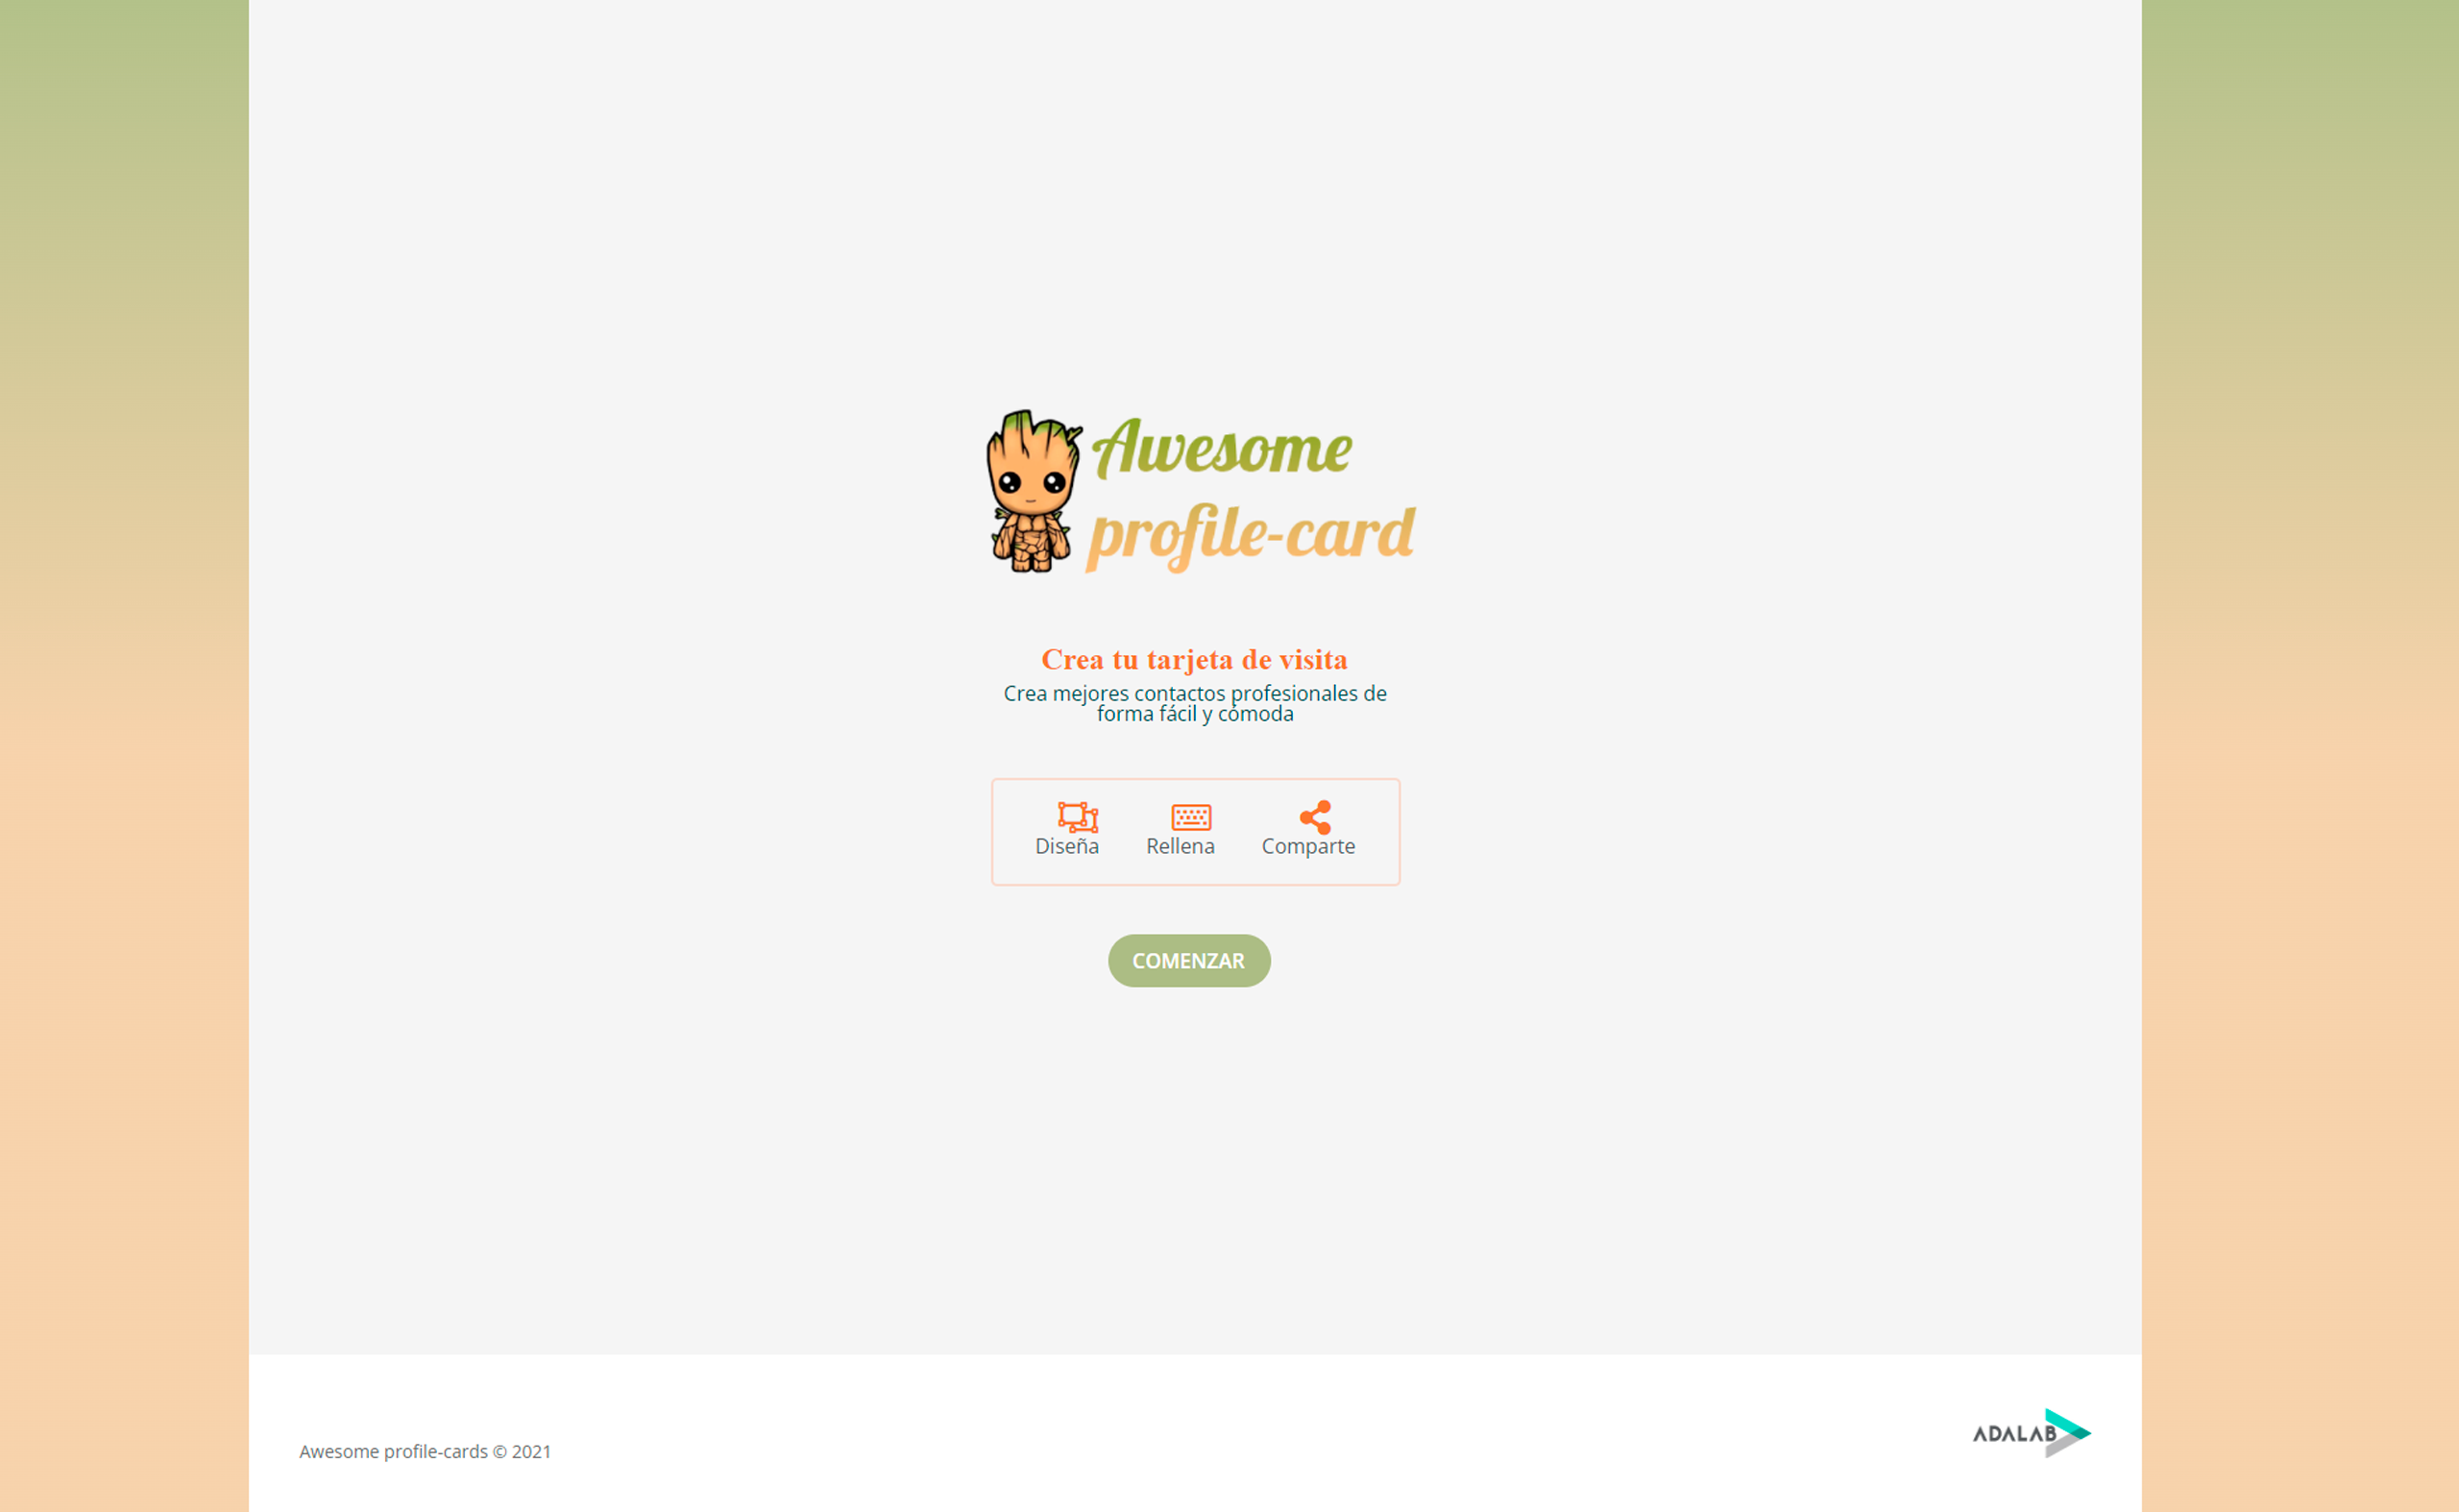 Awesome
profile-card
Crea tu tarjeta de visita
Crea mejores contactos profesionales de
forma fácil y cómoda
Diseña Rellena Comparte
COMENZAR
Awesome profile-cards © 2021
ADALAB